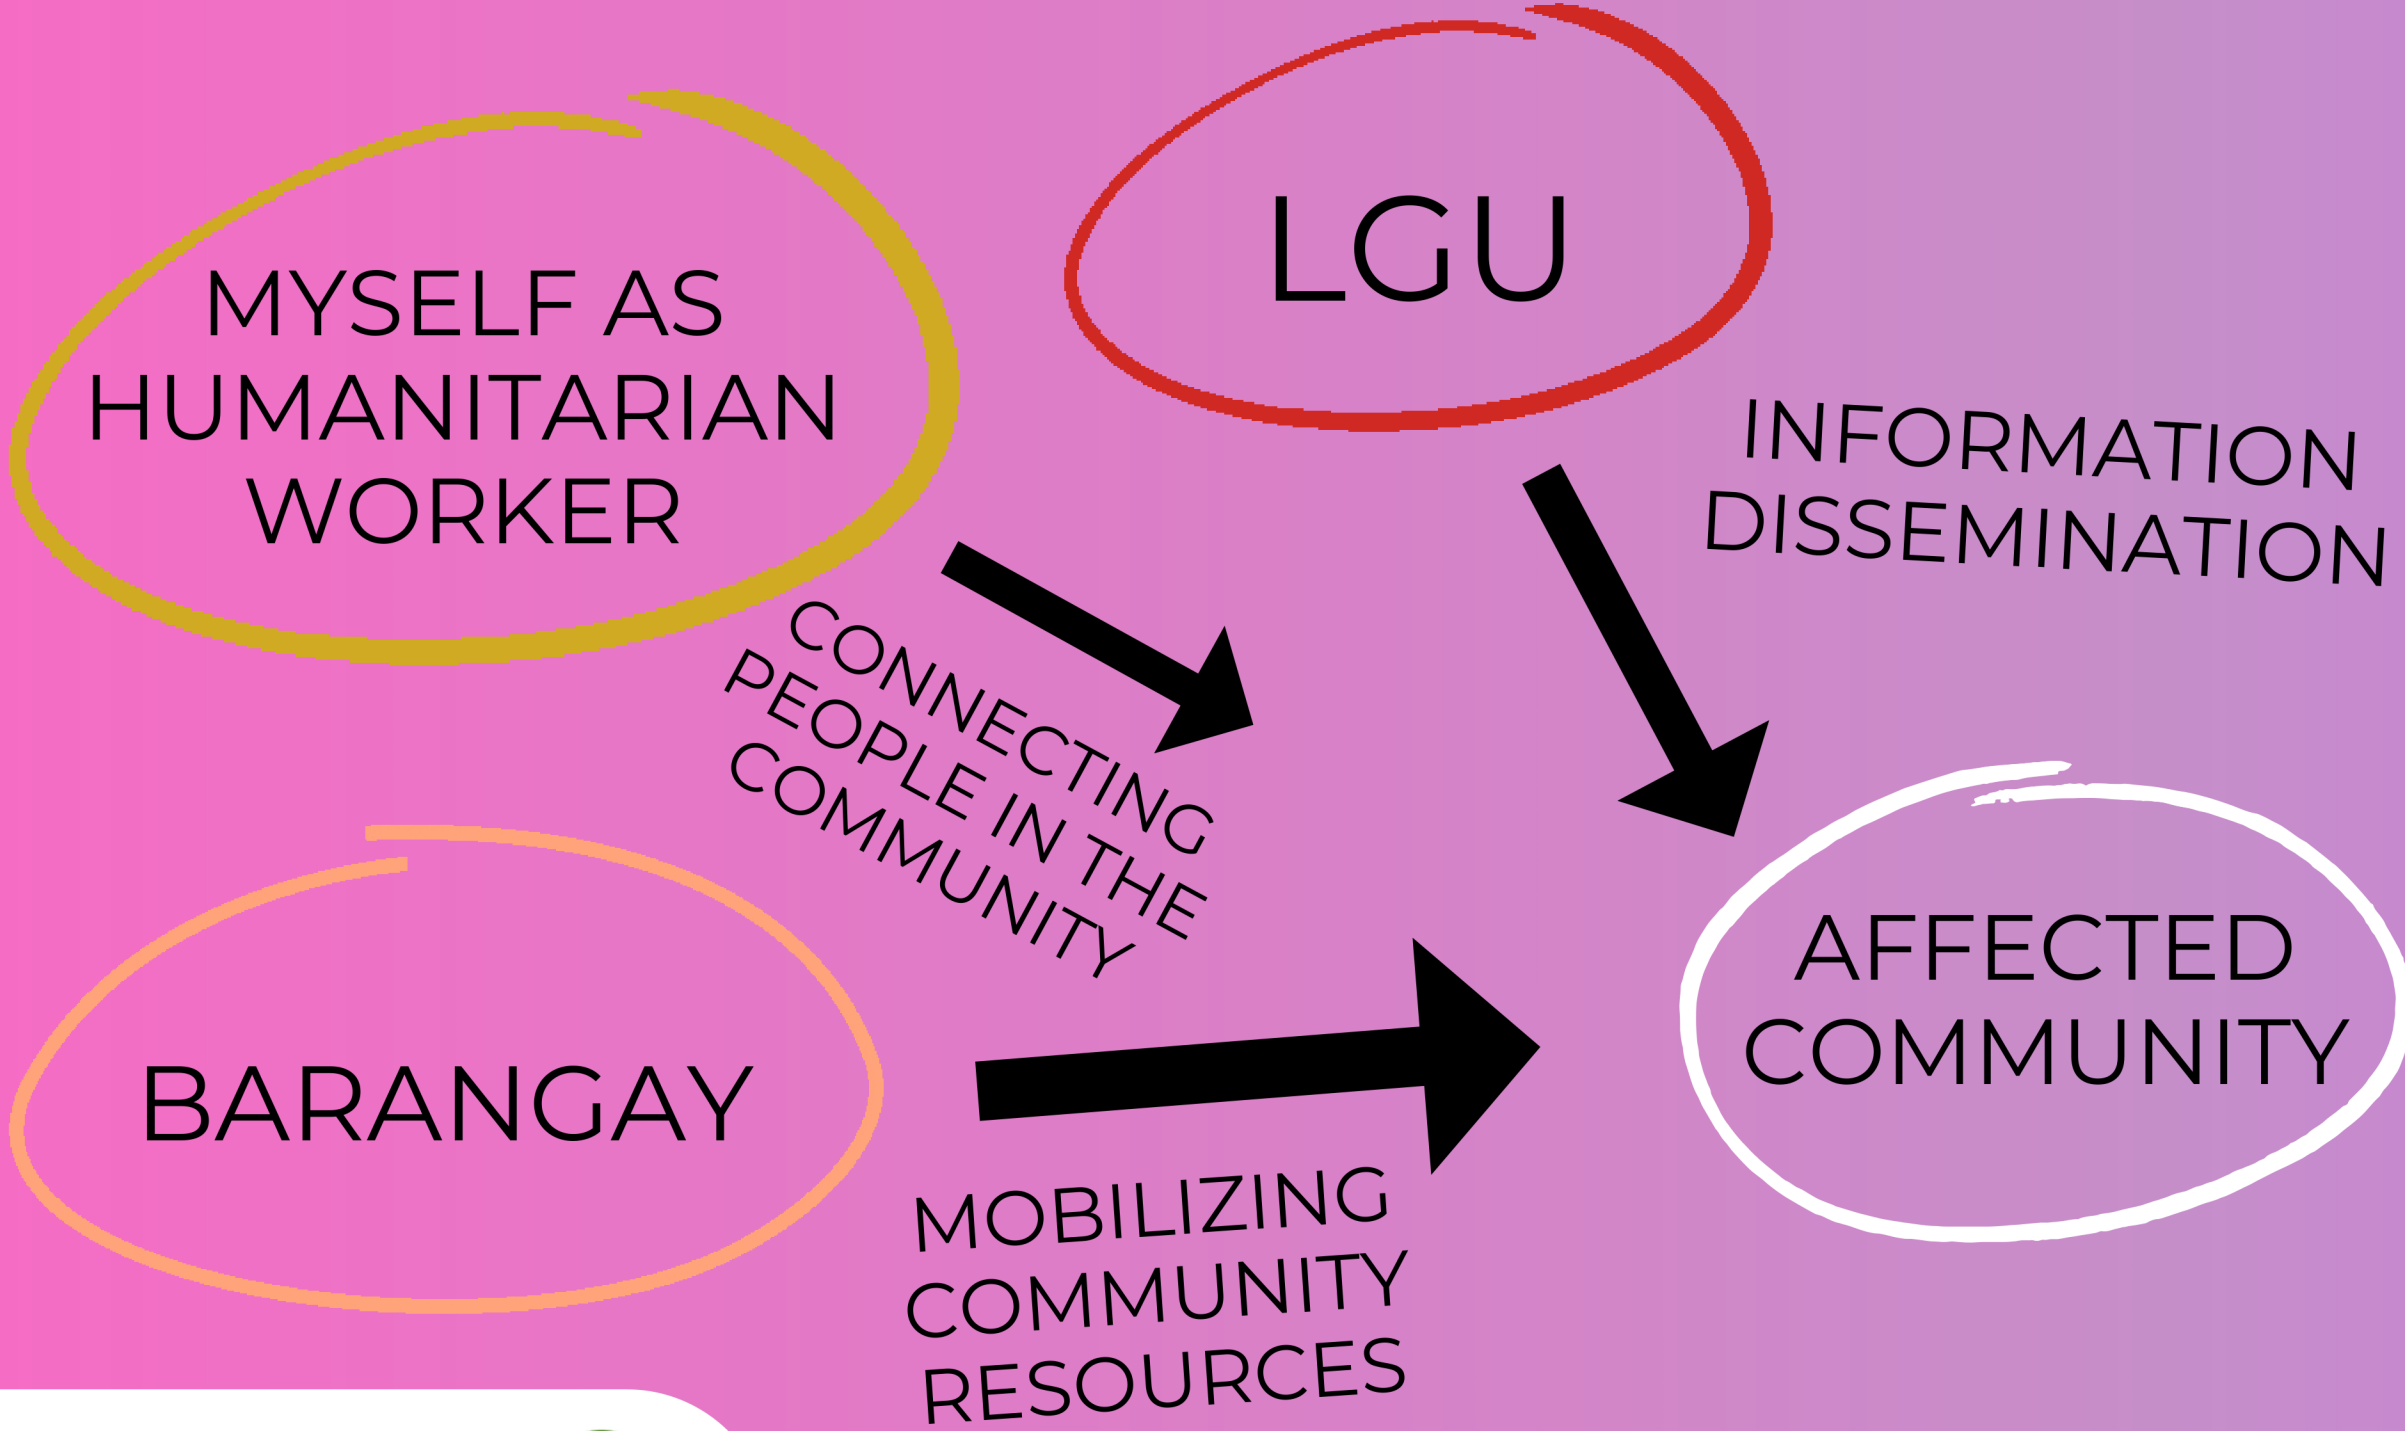 MYSELF AS
HUMANITARIAN
WORKER
LGU
INFORMATION
DISSEMINATION
CONNECTING
PEOPLE IN THE
COMMUNITY
BARANGAY
AFFECTED
COMMUNITY
MOBILIZING
COMMUNITY
RESOURCES